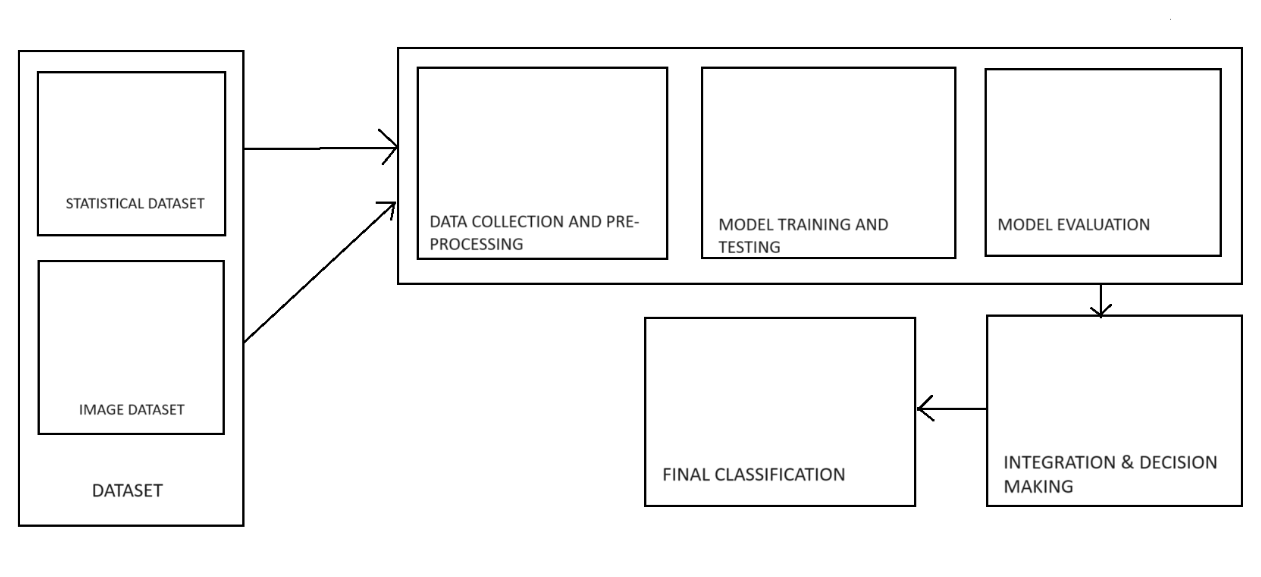 STATISTICAL DATASET
IMAGE DATASET
DATASET
DATA COLLECTION AND PRE-
PROCESSING
MODEL TRAINING AND
TESTING
MODEL EVALUATION
FINAL CLASSIFICATION
INTEGRATION & DECISION
MAKING